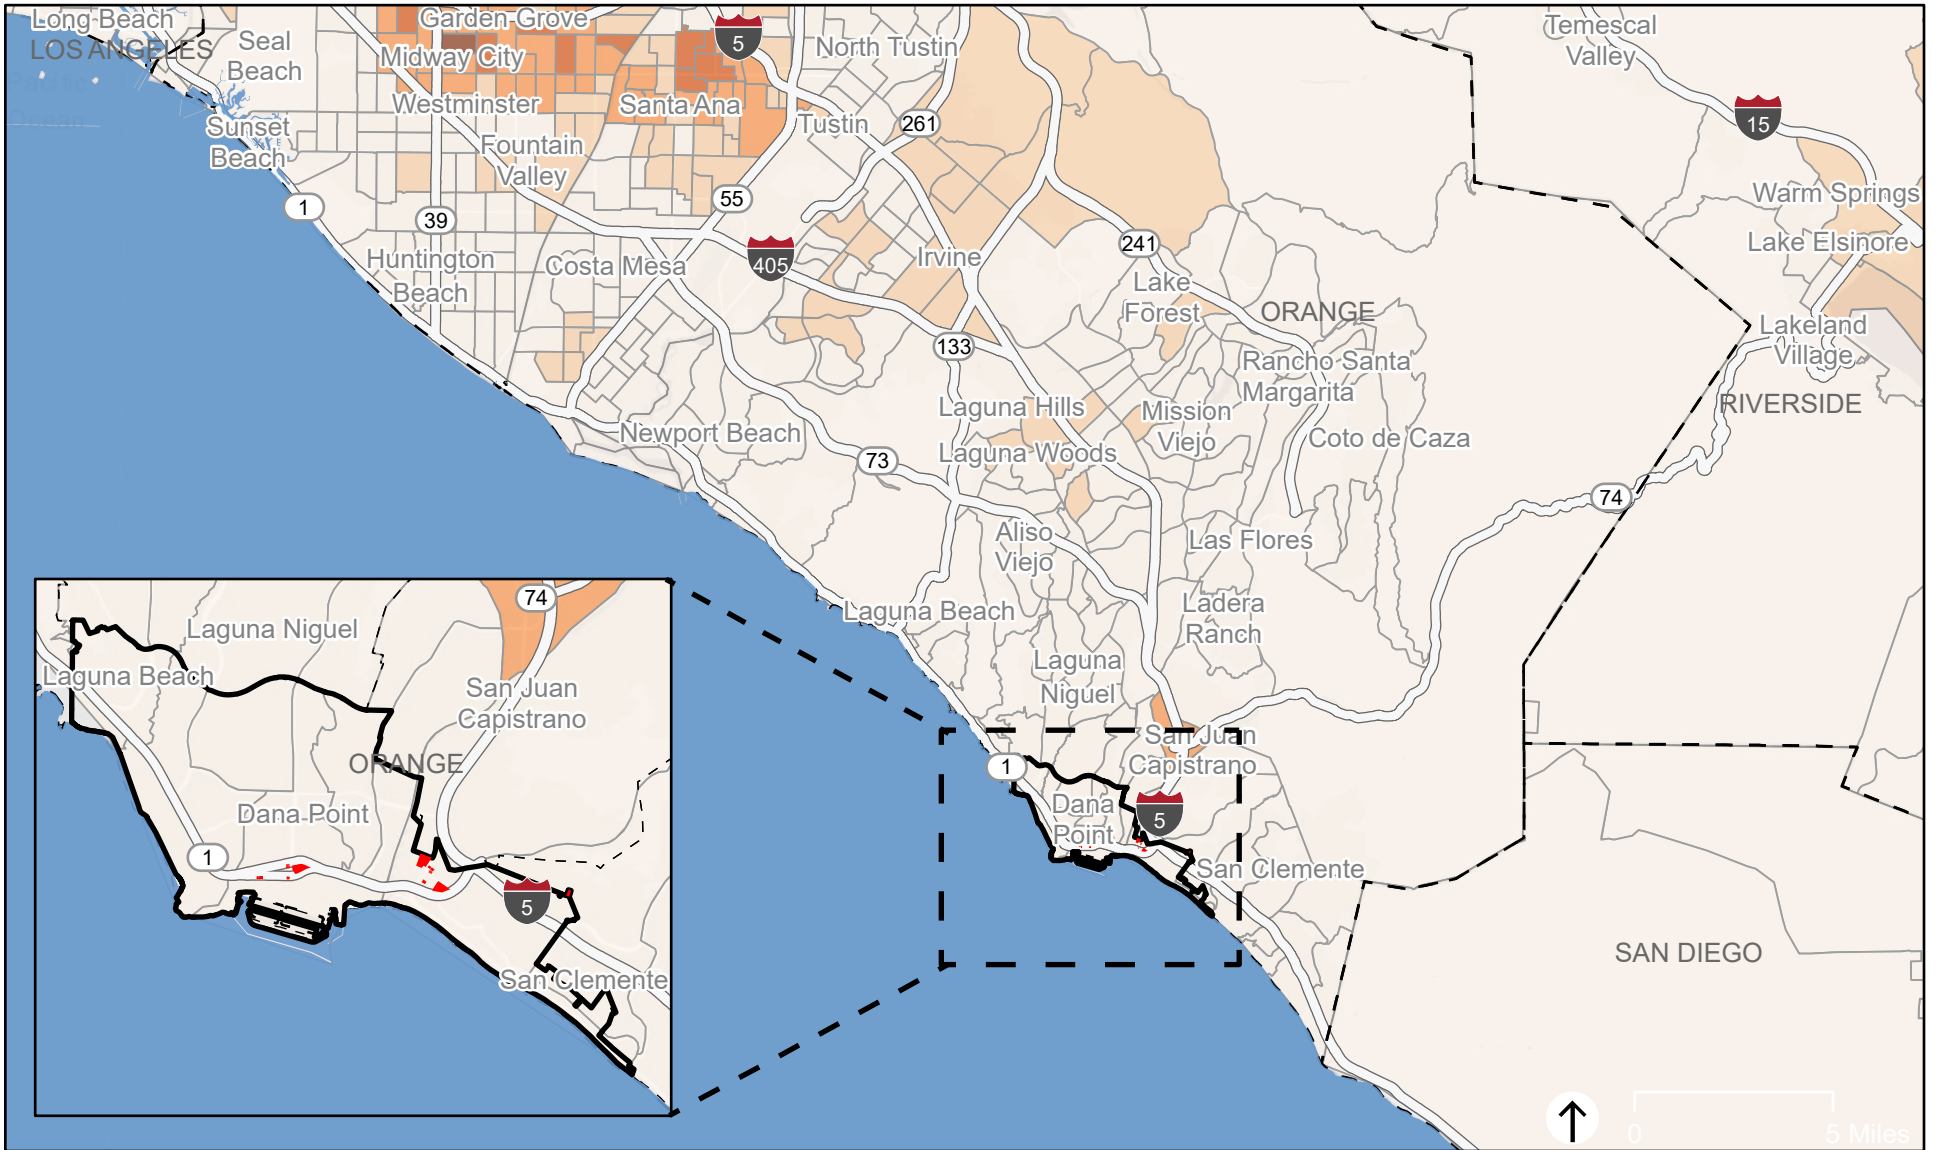 Long Beach
LOS ANGELES
Pacific
Ocean
Seal
Beach
Sunset
Beach
Garden Grove
Midway City
Westminster
Fountain
Valley
Santa Ana
5
North Tustin
Tustin
261
55
39
1
405
Huntington
Beach
Costa Mesa
Irvine
241
Lake
Forest
ORANGE
Temescal
Valley
15
Warm Springs
Lake Elsinore
Lakeland
Village
RIVERSIDE
133
Rancho Santa
Margarita
Laguna Hills
Mission
Viejo
Coto de Caza
Newport Beach
Laguna Woods
73
74
Aliso
Viejo
Las Flores
Laguna Beach
Ladera
Ranch
Laguna
Niguel
San Juan
Capistrano
1
Dana
Point
5
San Clemente
SAN DIEGO
0
5 Miles
74
Laguna Niguel
Laguna Beach
San Juan
Capistrano
ORANGE
Dana Point
1
5
San Clemente